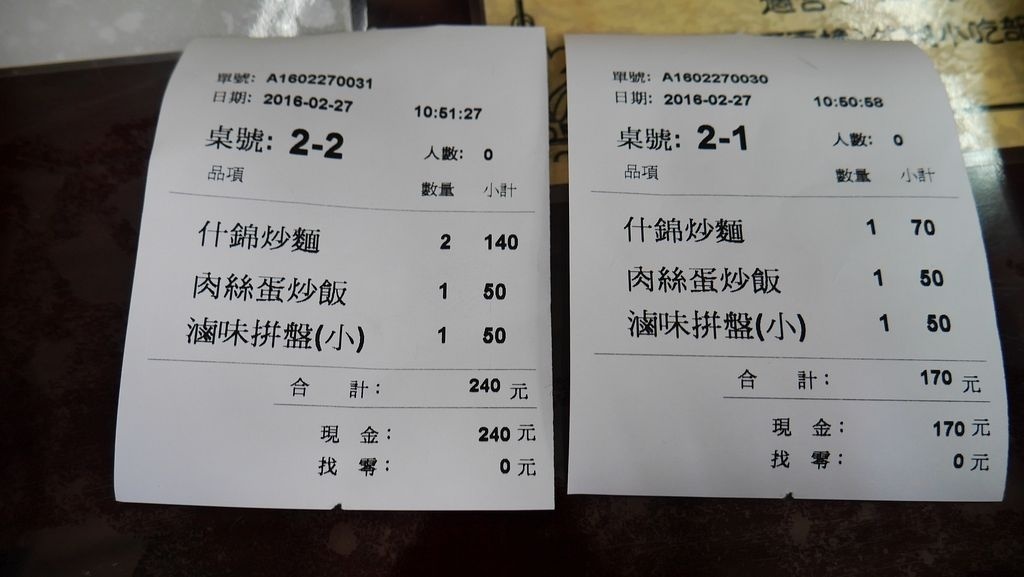 單號: A1602270031
日期: 2016-02-27 10:51:27
桌號: 2-2 人數: 0
品項 數量 小計
什錦炒麵 2 140
肉絲蛋炒飯 1 50
滷味拼盤(小) 1 50
合 計: 240 元
現 金: 240 元
找 零: 0 元
單號: A1602270030
日期: 2016-02-27 10:50:58
桌號: 2-1 人數: 0
品項 數量 小計
什錦炒麵 1 70
肉絲蛋炒飯 1 50
滷味拼盤(小) 1 50
合 計: 170 元
現 金: 170 元
找 零: 0 元
小吃部